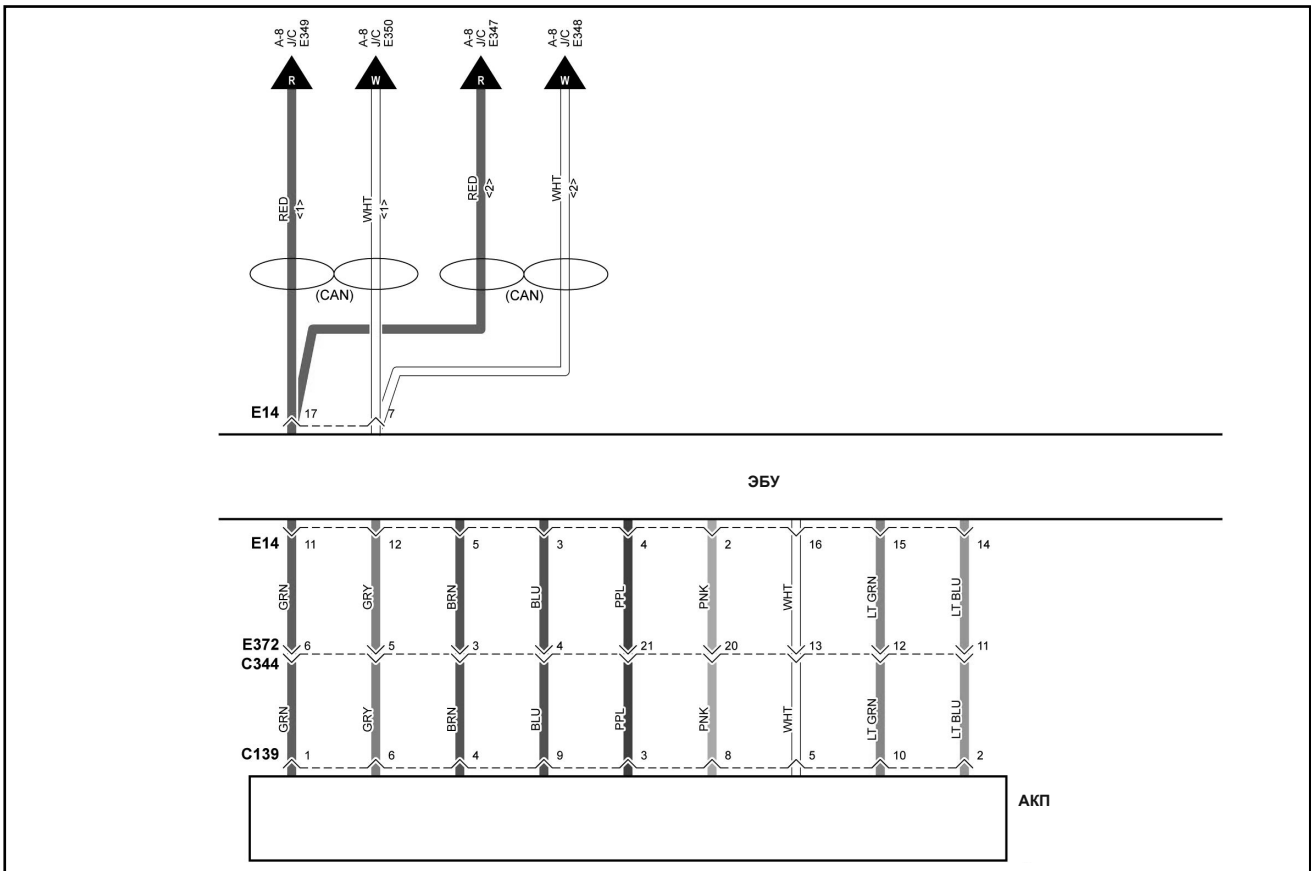 A-8
J/C
E349
A-8
J/C
E350
A-8
J/C
E347
A-8
J/C
E348
R
W
R
W
RED
<1>
WHT
<1>
RED
<2>
WHT
<2>
(CAN)
(CAN)
E14
17
7
ЭБУ
E14
11
12
5
3
4
2
16
15
14
GRN
GRY
BRN
BLU
PPL
PNK
WHT
LT GRN
LT BLU
E372
6
5
3
4
21
20
13
12
11
C344
GRN
GRY
BRN
BLU
PPL
PNK
WHT
LT GRN
LT BLU
C139
1
6
4
9
3
8
5
10
2
АКП